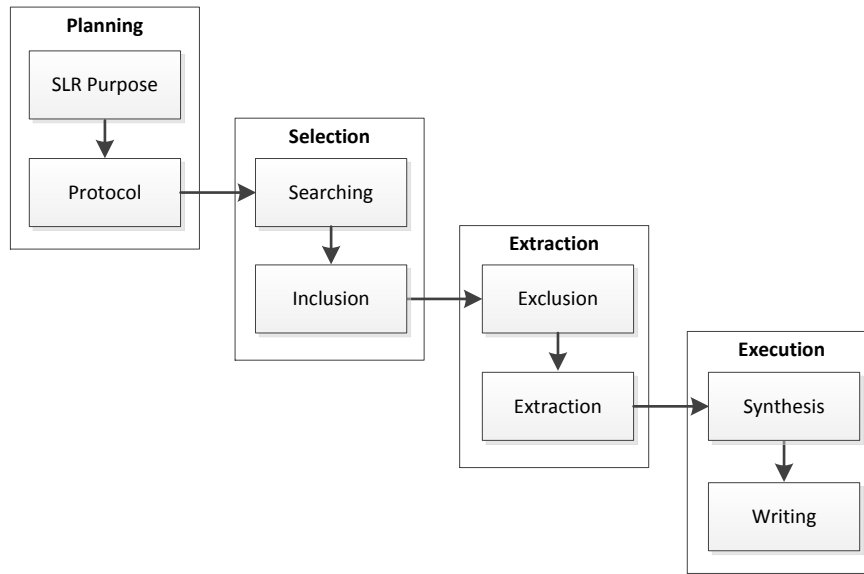 Planning
SLR Purpose
Protocol
Selection
Searching
Inclusion
Extraction
Exclusion
Extraction
Execution
Synthesis
Writing